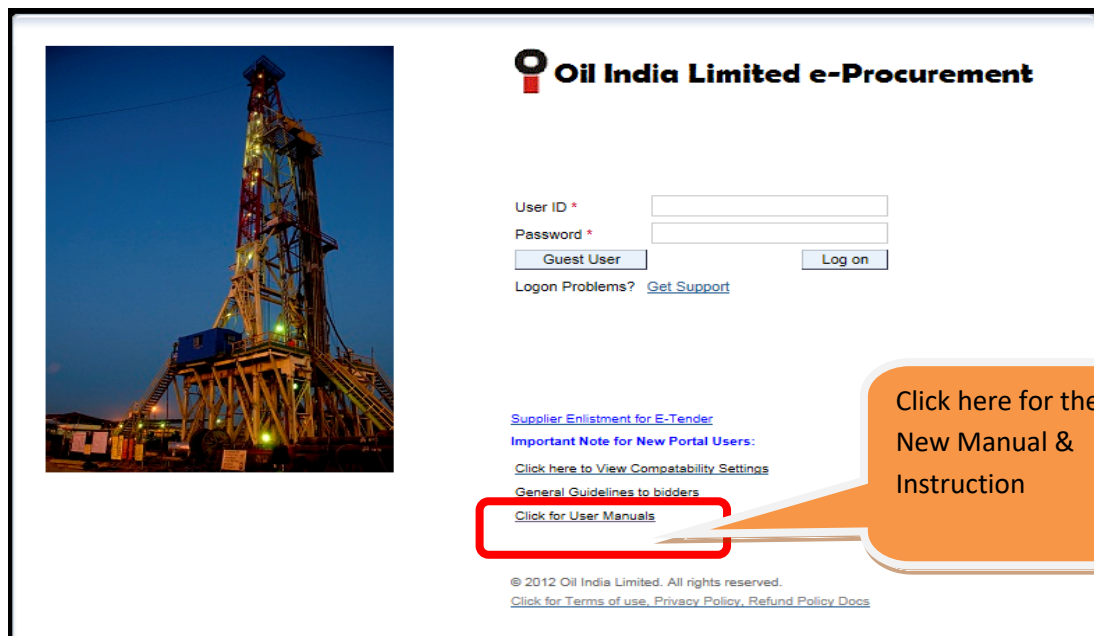 Oil India Limited e-Procurement
User ID *
Password *
Guest User
Log on
Logon Problems? Get Support
Supplier Enlistment for E-Tender
Important Note for New Portal Users:
Click here to View Compatability Settings
General Guidelines to bidders
Click for User Manuals
Click here for the
New Manual &
Instruction
© 2012 Oil India Limited. All rights reserved.
Click for Terms of use, Privacy Policy, Refund Policy Docs